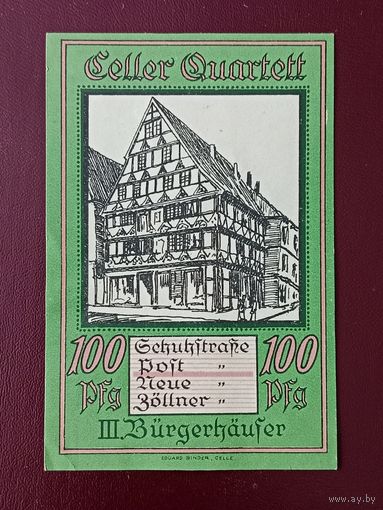 Celler Quartett
100 Pfg
Schuhstraße
Post "
Neue "
Zöllner "
100 Pfg
III. Bürgerhäuser
EDUARD BINDER, CELLE.
www.ay.by